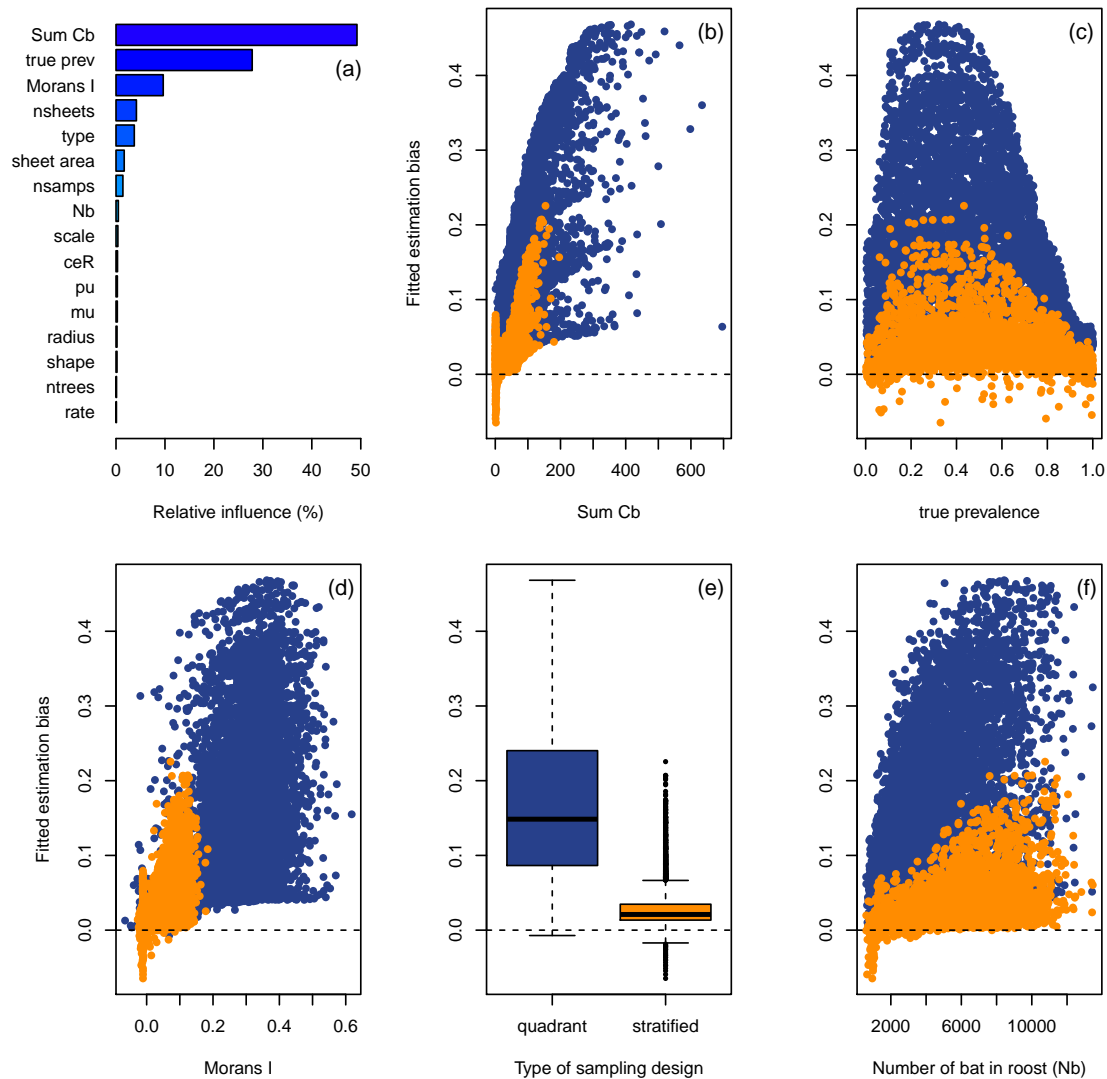 Sum Cb
true prev
Morans I
nsheets
type
sheet area
nsamps
Nb
scale
ceR
pu
mu
radius
shape
ntrees
rate
(a)
0 10 20 30 40 50
Relative influence (%)
(b)
Fitted estimation bias
0.0 0.1 0.2 0.3 0.4
0 200 400 600
Sum Cb
(c)
0.0 0.1 0.2 0.3 0.4
0.0 0.2 0.4 0.6 0.8 1.0
true prevalence
(d)
Fitted estimation bias
0.0 0.1 0.2 0.3 0.4
0.0 0.2 0.4 0.6
Morans I
(e)
0.0 0.1 0.2 0.3 0.4
quadrant stratified
Type of sampling design
(f)
0.0 0.1 0.2 0.3 0.4
2000 6000 10000
Number of bat in roost (Nb)